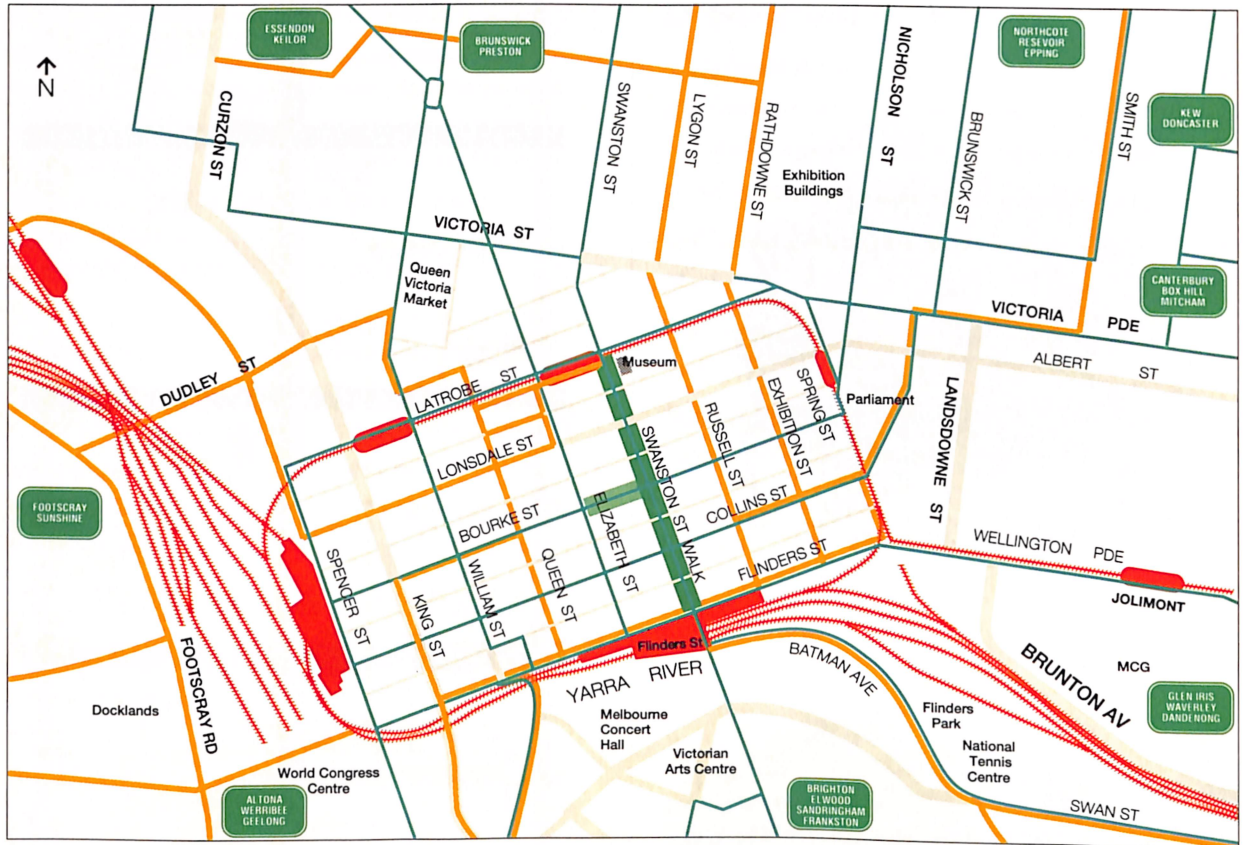 ESSENDON
KEILOR
BRUNSWICK
PRESTON
NORTHCOTE
RESEVOIR
EPPING
KEW
DONCASTER
N
CURZON ST
SWANSTON ST
LYGON ST
RATHDOWNE ST
NICHOLSON ST
BRUNSWICK ST
SMITH ST
Exhibition
Buildings
VICTORIA ST
Queen
Victoria
Market
CANTERBURY
BOX HILL
MITCHAM
VICTORIA PDE
ALBERT ST
DUDLEY ST
LATROBE ST
Museum
SPRING ST
EXHIBITION ST
RUSSELL ST
Parliament
LANDSDOWNE ST
LONSDALE ST
SWANSTON ST WALK
COLLINS ST
BOURKE ST
ELIZABETH ST
FLINDERS ST
FOOTSCRAY
SUNSHINE
SPENCER ST
KING ST
WILLIAM ST
QUEEN ST
WELLINGTON PDE
JOLIMONT
FOOTSCRAY RD
Flinders St
YARRA RIVER
BATMAN AVE
BRUNTON AV
MCG
Docklands
Melbourne
Concert
Hall
Flinders
Park
GLEN IRIS
WAVERLEY
DANDENONG
Victorian
Arts Centre
National
Tennis
Centre
World Congress
Centre
ALTONA
WERRIBEE
GEELONG
BRIGHTON
ELWOOD
SANDRINGHAM
FRANKSTON
SWAN ST